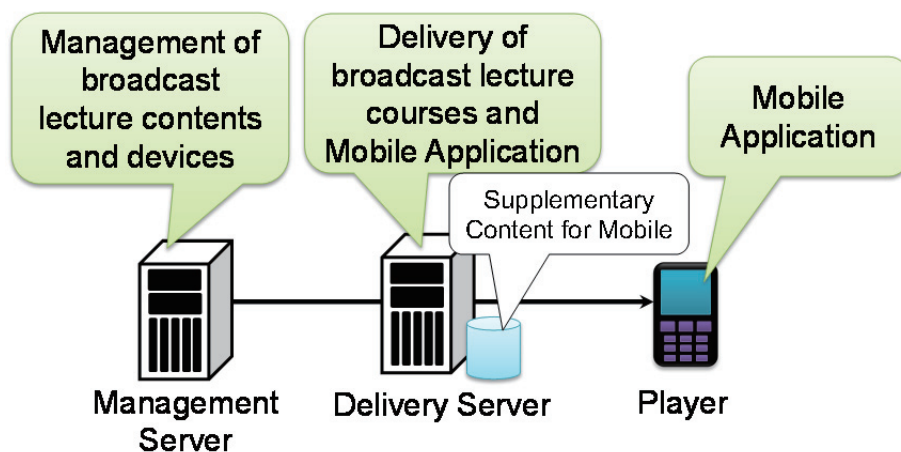 Management of
broadcast
lecture contents
and devices
Delivery of
broadcast lecture
courses and
Mobile Application
Mobile
Application
Supplementary
Content for Mobile
Management
Server
Delivery Server
Player